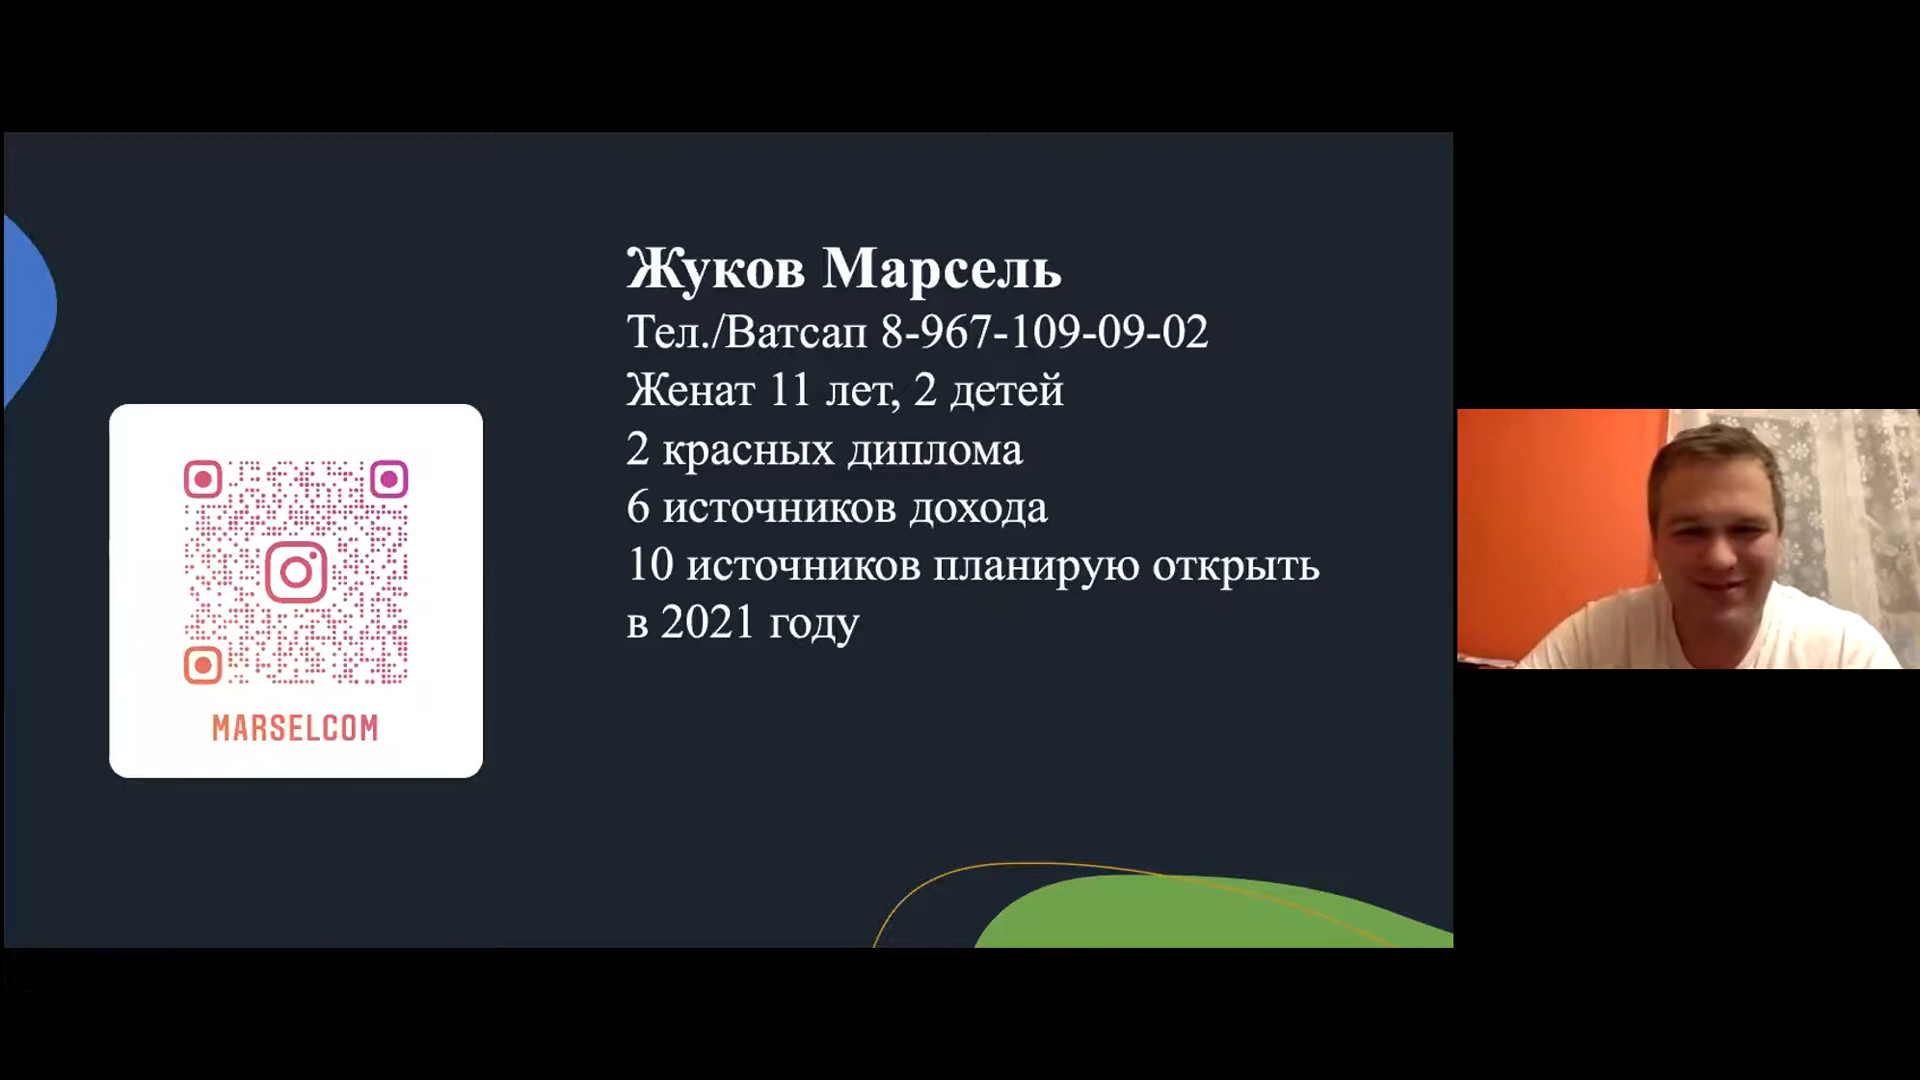 Жуков Марсель
Тел./Ватсап 8-967-109-09-02
Женат 11 лет, 2 детей
2 красных диплома
6 источников дохода
10 источников планирую открыть
в 2021 году
MARSELCOM